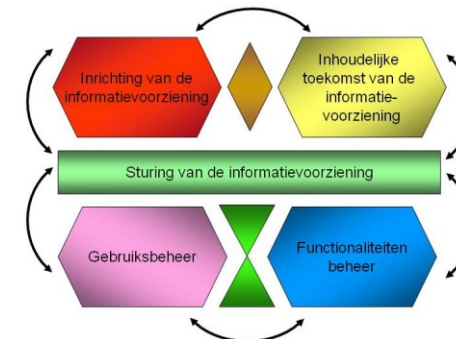 Inrichting van de
informatievoorziening
Inhoudelijke
toekomst van de
informatie-
voorziening
Sturing van de informatievoorziening
Gebruiksbeheer
Functionaliteiten
beheer